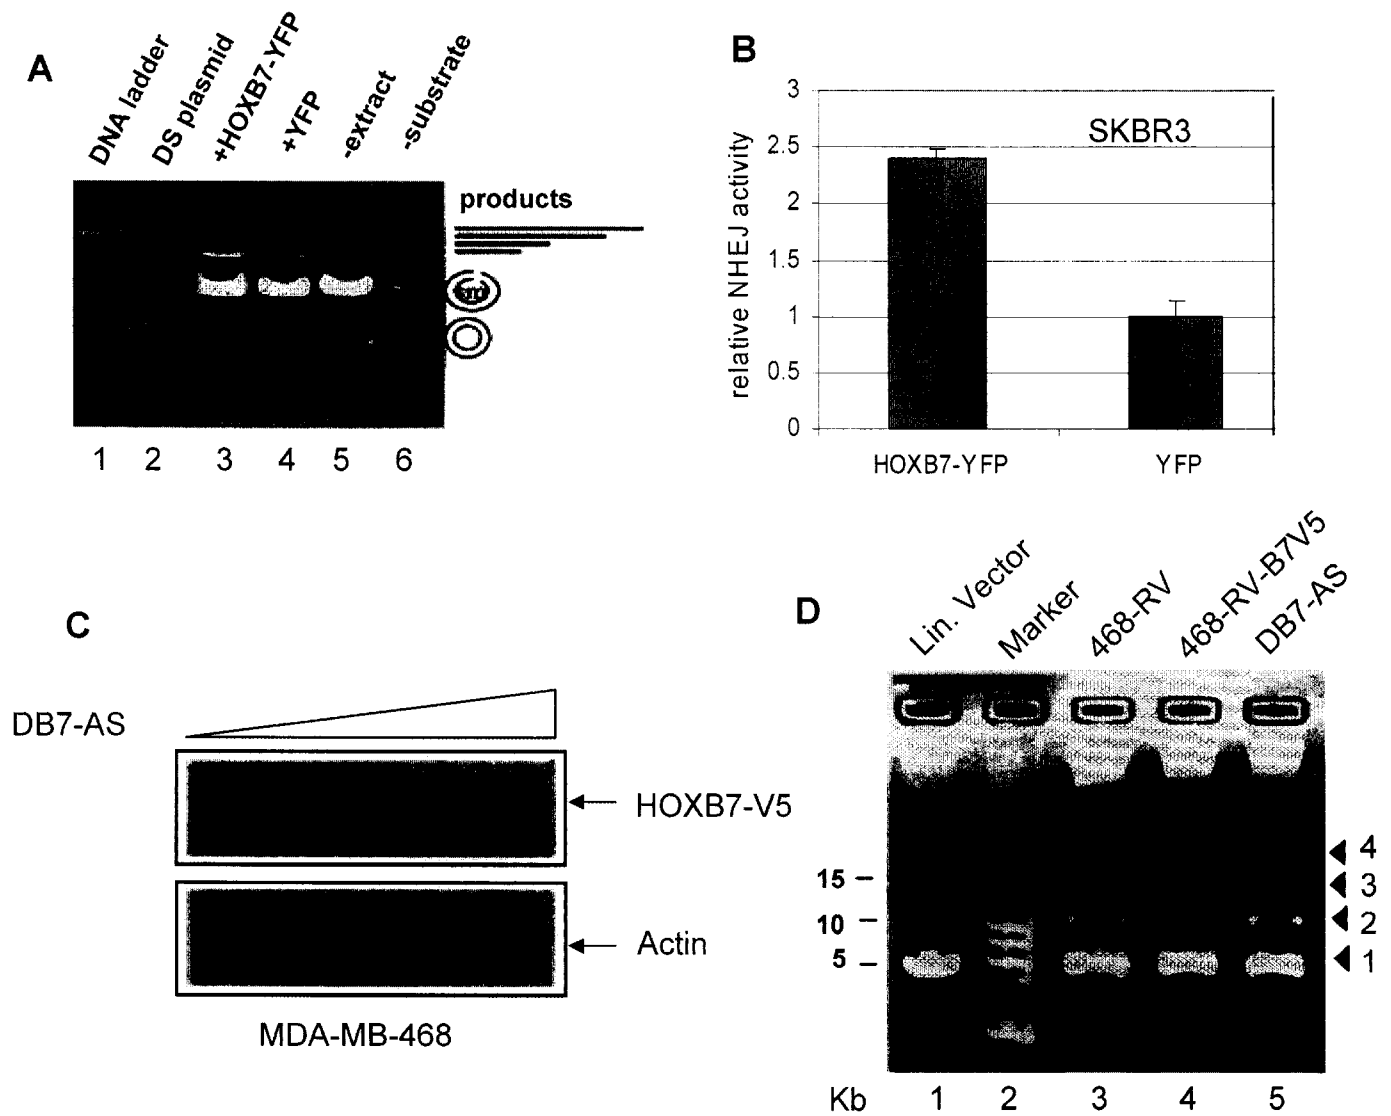 A
DNA ladder
DS plasmid
+HOXB7-YFP
+YFP
-extract
-substrate
products
1 2 3 4 5 6
B
3
2.5
2
1.5
1
0.5
0
relative NHEJ activity
SKBR3
HOXB7-YFP YFP
C
DB7-AS
HOXB7-V5
Actin
MDA-MB-468
D
Lin. Vector
Marker
468-RV
468-RV-B7V5
DB7-AS
15
10
5
4
3
2
1
Kb 1 2 3 4 5